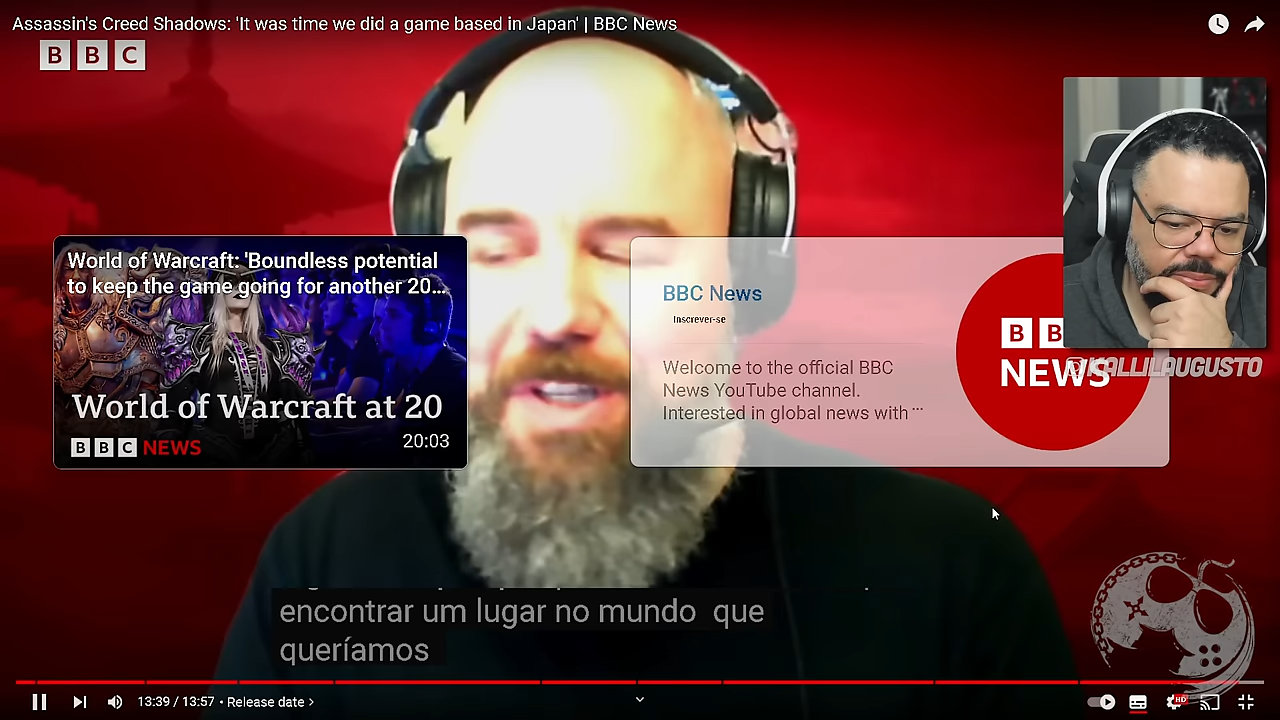 Assassin's Creed Shadows: 'It was time we did a game based in Japan' | BBC News
BBC
World of Warcraft: 'Boundless potential
to keep the game going for another 20...
World of Warcraft at 20
BBC NEWS
20:03
BBC News
Inscrever-se
Welcome to the official BBC
News YouTube channel.
Interested in global news with ...
B B
NEWS
@KALLILAUGUSTO
encontrar um lugar no mundo que
queríamos
13:39 / 13:57 • Release date >
HD